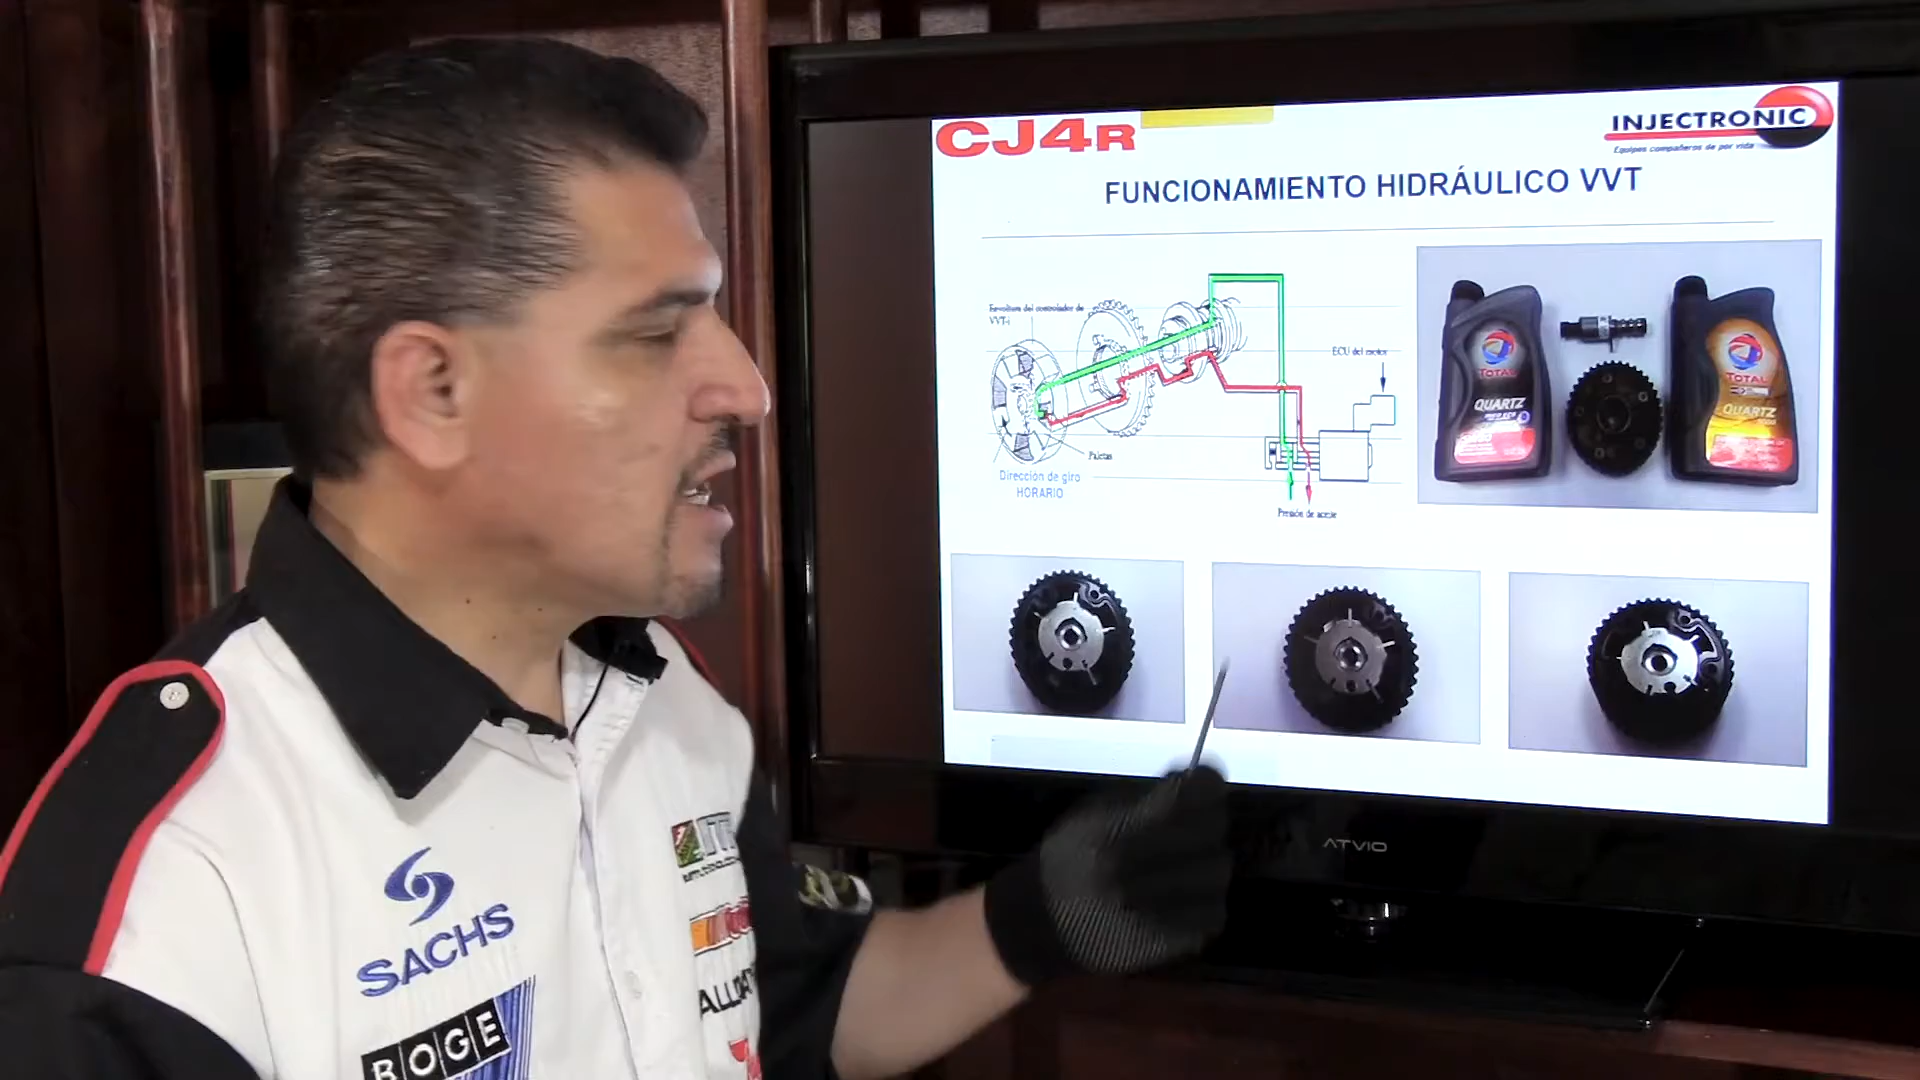 CJ4R
INJECTRONIC
Equipos compañeros de por vida
FUNCIONAMIENTO HIDRÁULICO VVT
Envoltura del controlador de
VVT-i
ECU del motor
Paletas
Dirección de giro
HORARIO
Presión de aceite
TOTAL
QUARTZ
TOTAL
QUARTZ
ATVIO
SACHS
BOGE